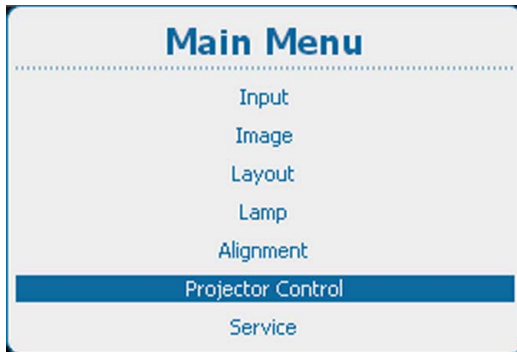 Main Menu
Input
Image
Layout
Lamp
Alignment
Projector Control
Service